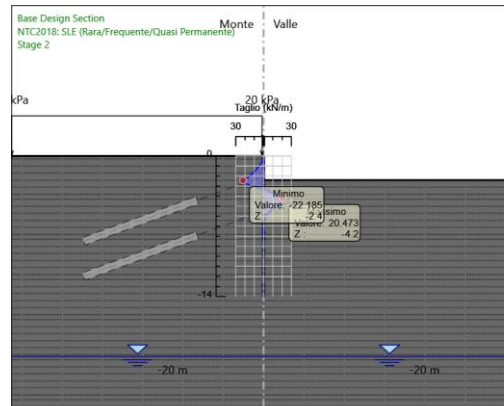 Base Design Section
NTC2018: SLE (Rara/Frequente/Quasi Permanente)
Stage 2
Monte
Valle
kPa
20 kPa
Taglio (kN/m)
30
30
0
Minimo
Valore: -22.185
Z : -2.4
ssimo
Valore: 20.473
Z : -4.2
-14
-20 m
-20 m